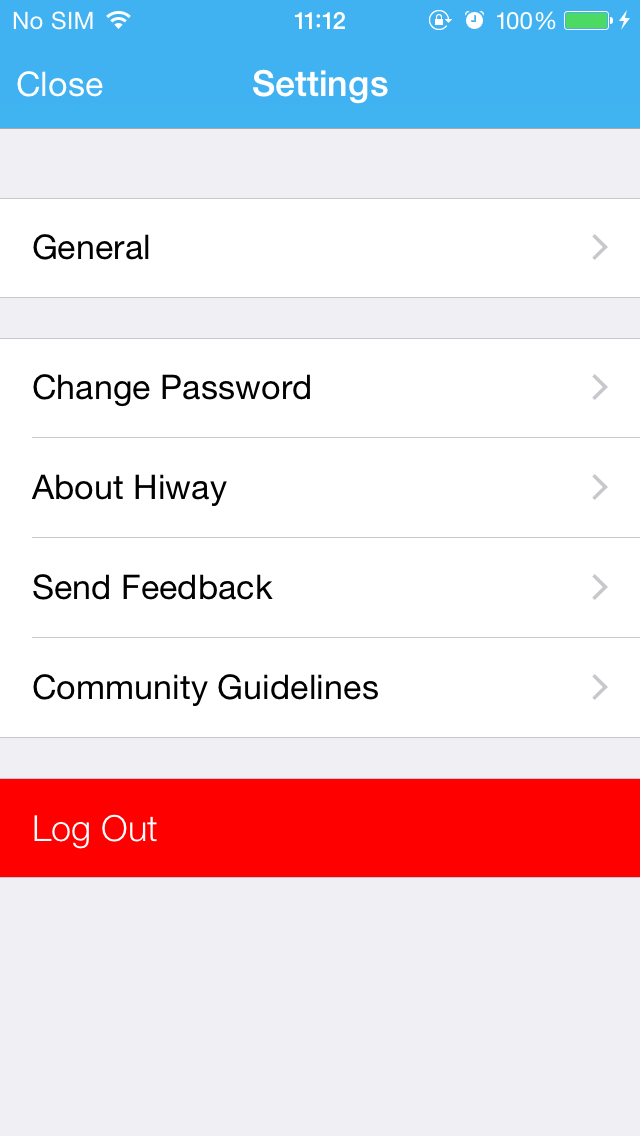 No SIM 11:12 100%
Close Settings
General
Change Password
About Hiway
Send Feedback
Community Guidelines
Log Out